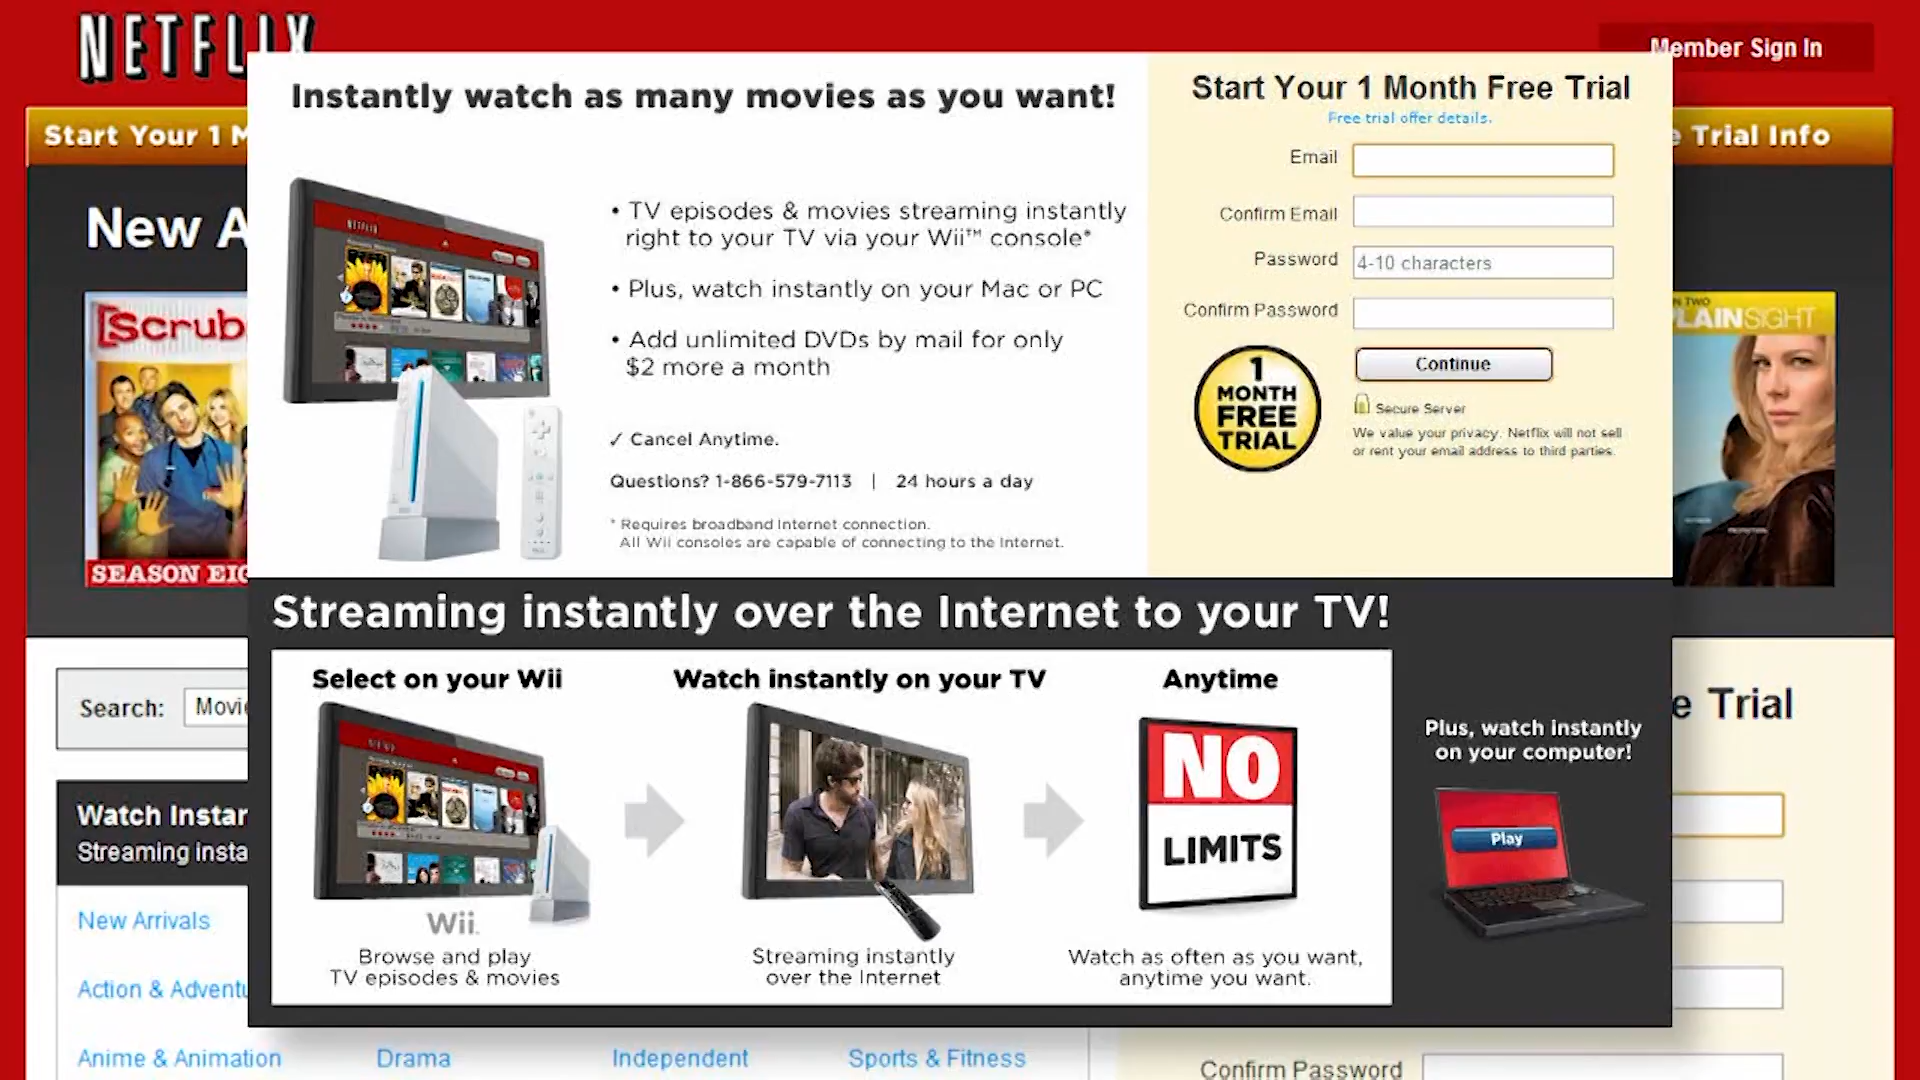 NETFLIX
Member Sign In
Start Your 1 M
Trial Info
New A
Scrub
SEASON EIG
PLAINSIGHT
Search: Movie
Watch Instan
Streaming insta
New Arrivals
Action & Adventu
Anime & Animation
Drama
Independent
Sports & Fitness
e Trial
Confirm Password
Instantly watch as many movies as you want!
NETFLIX
• TV episodes & movies streaming instantly
right to your TV via your Wii™ console*
• Plus, watch instantly on your Mac or PC
• Add unlimited DVDs by mail for only
$2 more a month
✓ Cancel Anytime.
Questions? 1-866-579-7113 | 24 hours a day
* Requires broadband Internet connection.
All Wii consoles are capable of connecting to the Internet.
Start Your 1 Month Free Trial
Free trial offer details.
Email
Confirm Email
Password 4-10 characters
Confirm Password
Continue
1
MONTH
FREE
TRIAL
Secure Server
We value your privacy. Netflix will not sell
or rent your email address to third parties.
Streaming instantly over the Internet to your TV!
Select on your Wii
Wii.
Browse and play
TV episodes & movies
Watch instantly on your TV
Streaming instantly
over the Internet
Anytime
NO
LIMITS
Watch as often as you want,
anytime you want.
Plus, watch instantly
on your computer!
Play